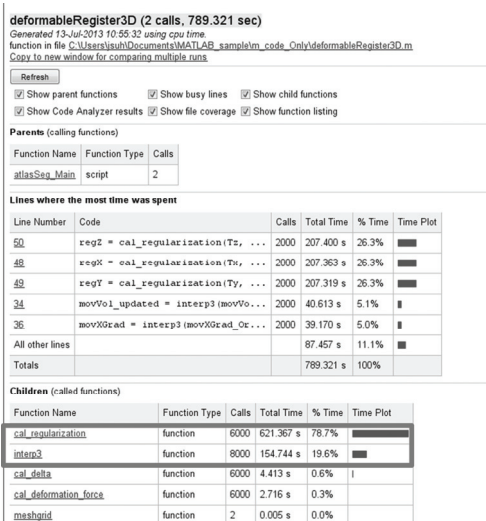 deformableRegister3D (2 calls, 789.321 sec)
Generated 13-Jul-2013 10:55:32 using cpu time.
function in file C:\Users\jsuh\Documents\MATLAB_sample\m_code_Only\deformableRegister3D.m
Copy to new window for comparing multiple runs
Refresh
Show parent functions Show busy lines Show child functions
Show Code Analyzer results Show file coverage Show function listing
Parents (calling functions)
Function Name Function Type Calls
atlasSeg_Main script 2
Lines where the most time was spent
Line Number Code Calls Total Time % Time Time Plot
50 regZ = cal_regularization(Tz, ... 2000 207.400 s 26.3%
48 regX = cal_regularization(Tx, ... 2000 207.363 s 26.3%
49 regY = cal_regularization(Ty, ... 2000 207.319 s 26.3%
34 movVol_updated = interp3(movVo... 2000 40.613 s 5.1%
36 movXGrad = interp3(movXGrad_Or... 2000 39.170 s 5.0%
All other lines 87.457 s 11.1%
Totals 789.321 s 100%
Children (called functions)
Function Name Function Type Calls Total Time % Time Time Plot
cal_regularization function 6000 621.367 s 78.7%
interp3 function 8000 154.744 s 19.6%
cal_delta function 6000 4.413 s 0.6%
cal_deformation_force function 6000 2.716 s 0.3%
meshgrid function 2 0.005 s 0.0%